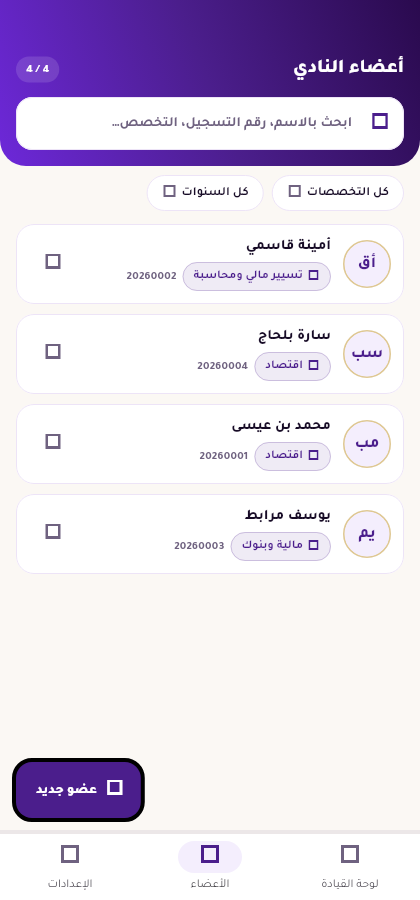 أعضاء النادي
4 / 4
ابحث بالاسم، رقم التسجيل، التخصص…
كل التخصصات
كل السنوات
أق
أمينة قاسمي
تسيير مالي ومحاسبة
20260002
سب
سارة بلحاج
اقتصاد
20260004
مب
محمد بن عيسى
اقتصاد
20260001
يم
يوسف مرابط
مالية وبنوك
20260003
عضو جديد
لوحة القيادة
الأعضاء
الإعدادات